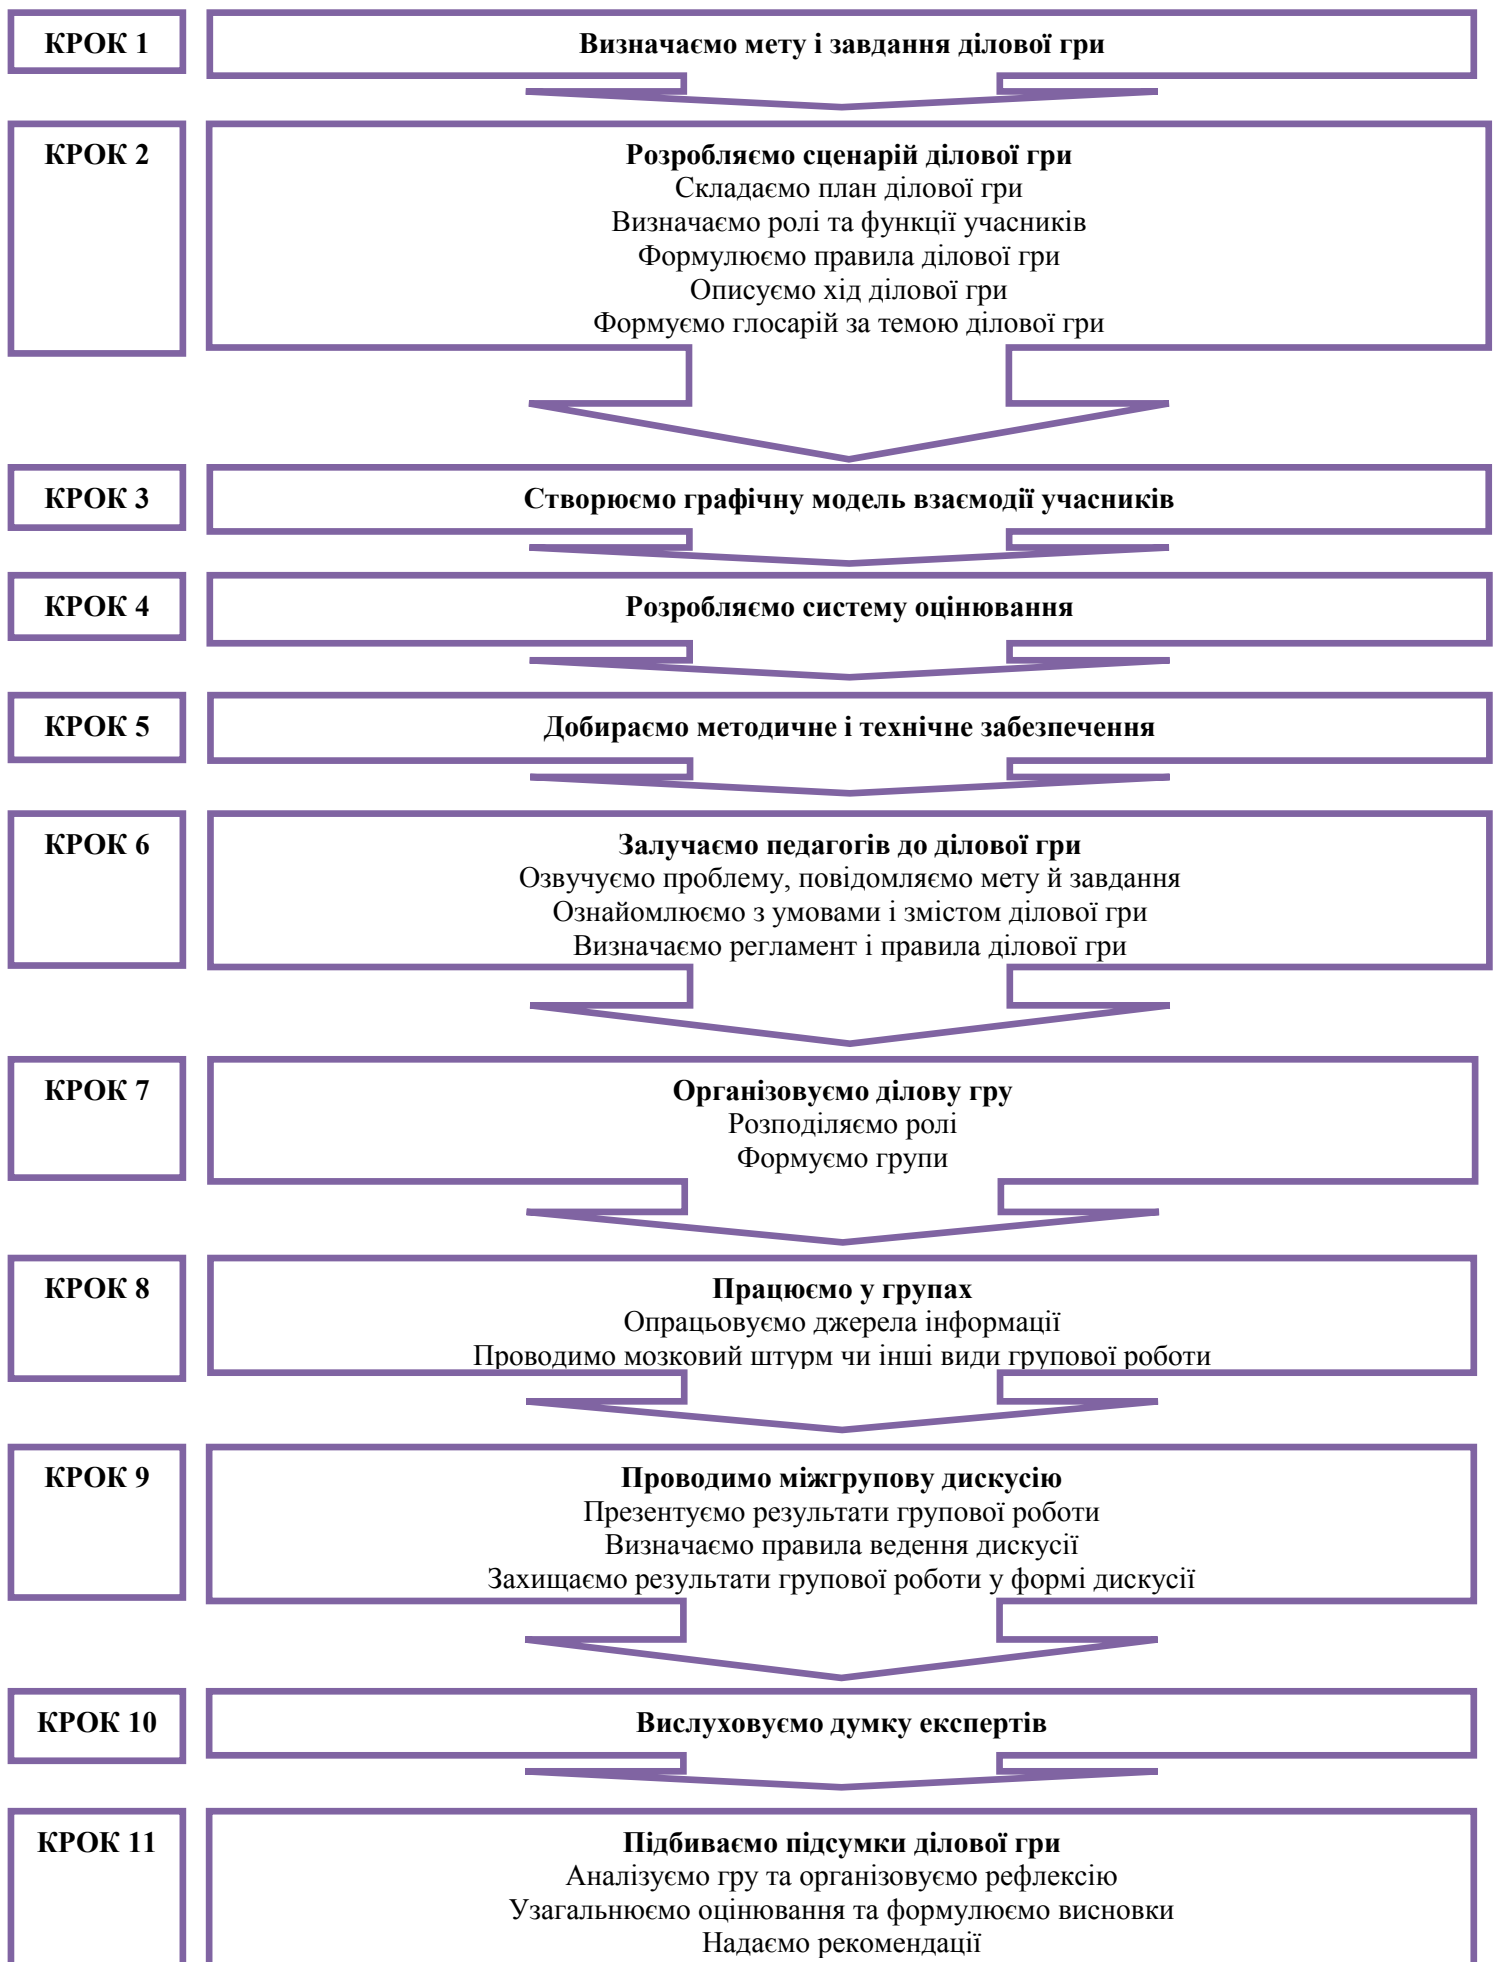 КРОК 1
Визначаємо мету і завдання ділової гри
КРОК 2
Розробляємо сценарій ділової гри
Складаємо план ділової гри
Визначаємо ролі та функції учасників
Формулюємо правила ділової гри
Описуємо хід ділової гри
Формуємо глосарій за темою ділової гри
КРОК 3
Створюємо графічну модель взаємодії учасників
КРОК 4
Розробляємо систему оцінювання
КРОК 5
Добираємо методичне і технічне забезпечення
КРОК 6
Залучаємо педагогів до ділової гри
Озвучуємо проблему, повідомляємо мету й завдання
Ознайомлюємо з умовами і змістом ділової гри
Визначаємо регламент і правила ділової гри
КРОК 7
Організовуємо ділову гру
Розподіляємо ролі
Формуємо групи
КРОК 8
Працюємо у групах
Опрацьовуємо джерела інформації
Проводимо мозковий штурм чи інші види групової роботи
КРОК 9
Проводимо міжгрупову дискусію
Презентуємо результати групової роботи
Визначаємо правила ведення дискусії
Захищаємо результати групової роботи у формі дискусії
КРОК 10
Вислуховуємо думку експертів
КРОК 11
Підбиваємо підсумки ділової гри
Аналізуємо гру та організовуємо рефлексію
Узагальнюємо оцінювання та формулюємо висновки
Надаємо рекомендації